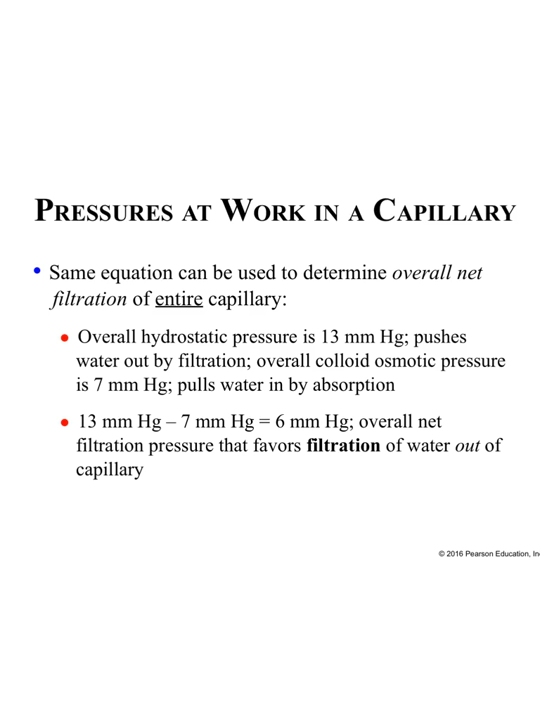 PRESSURES AT WORK IN A CAPILLARY
• Same equation can be used to determine overall net
filtration of entire capillary:
• Overall hydrostatic pressure is 13 mm Hg; pushes
water out by filtration; overall colloid osmotic pressure
is 7 mm Hg; pulls water in by absorption
• 13 mm Hg – 7 mm Hg = 6 mm Hg; overall net
filtration pressure that favors filtration of water out of
capillary
© 2016 Pearson Education, In